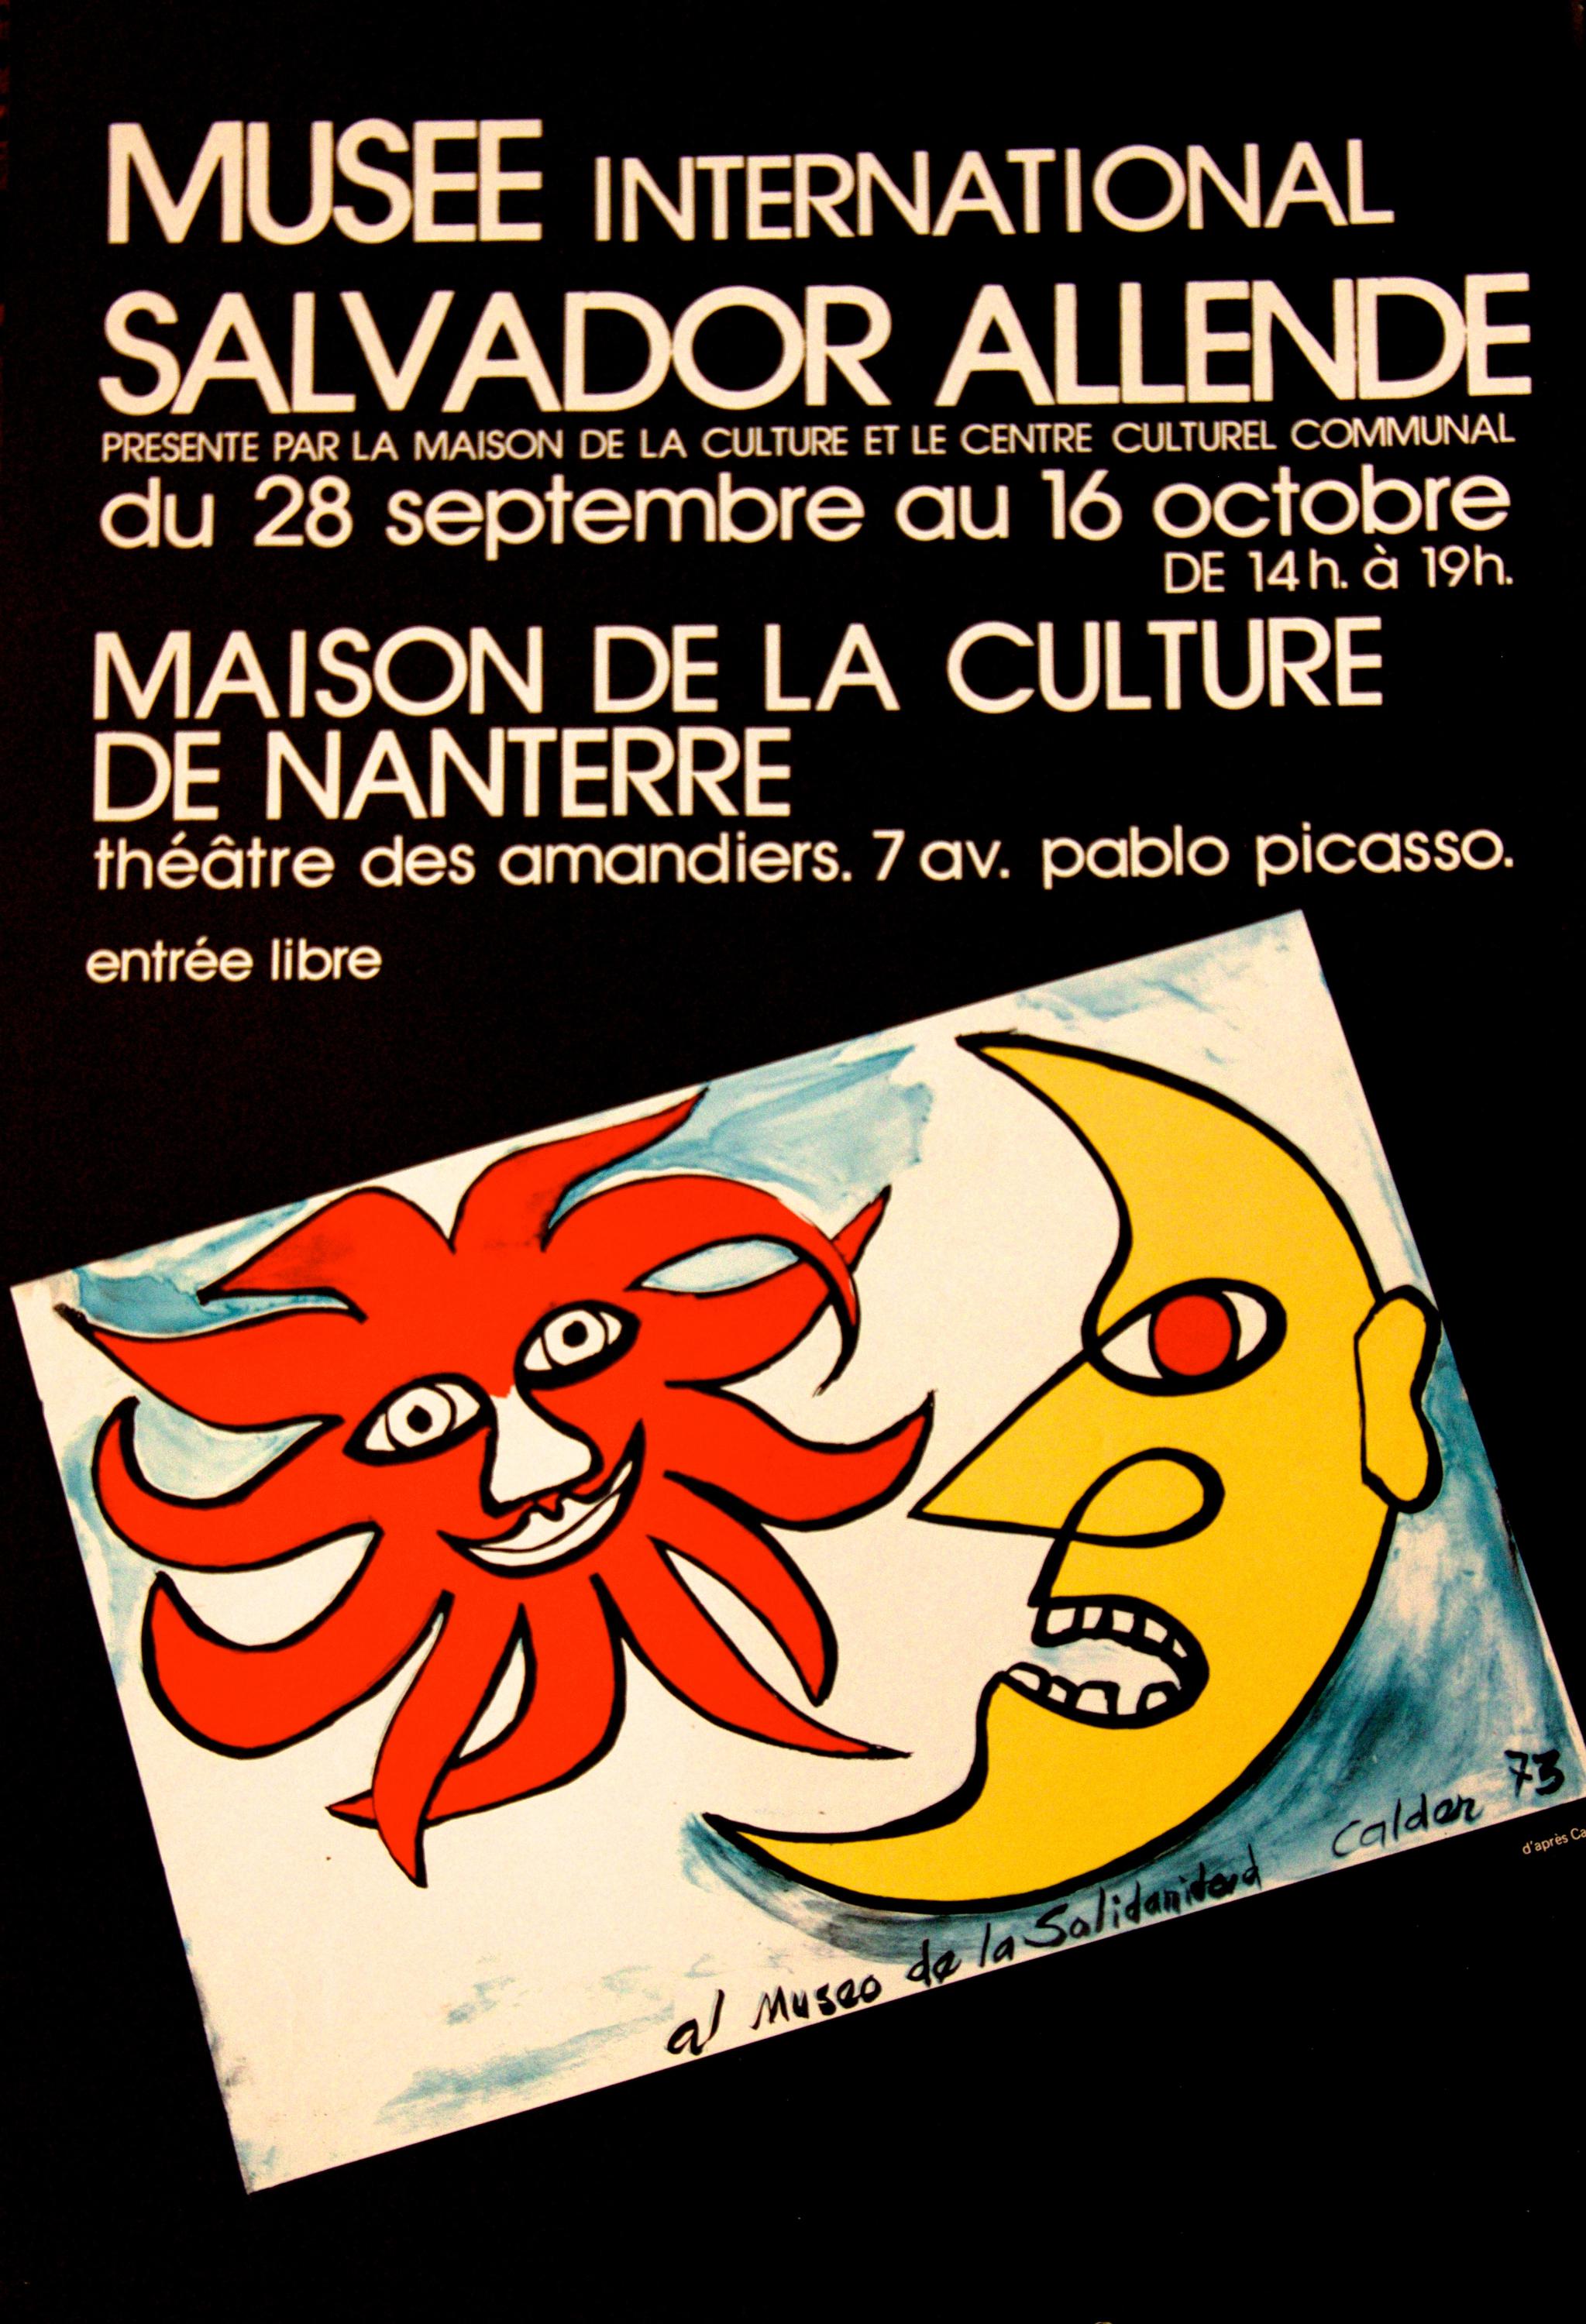 MUSEE INTERNATIONAL
SALVADOR ALLENDE
PRESENTE PAR LA MAISON DE LA CULTURE ET LE CENTRE CULTUREL COMMUNAL
du 28 septembre au 16 octobre
DE 14h. à 19h.
MAISON DE LA CULTURE
DE NANTERRE
théâtre des amandiers. 7 av. pablo picasso.
entrée libre
al Museo de la Solidaridad Calder 73
d'après